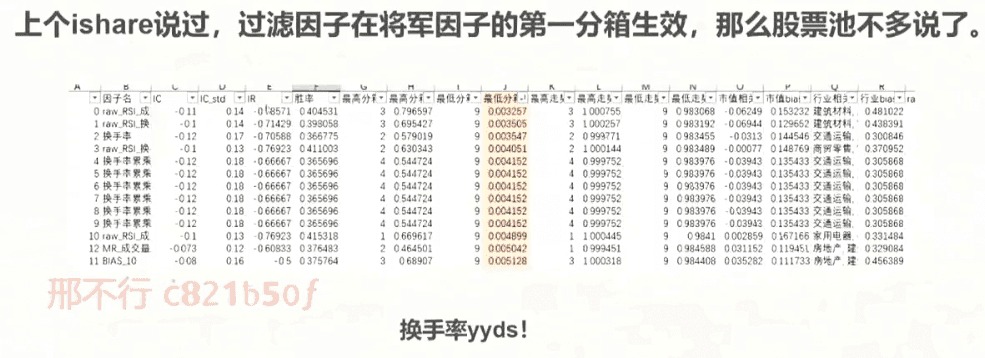 上个ishare说过，过滤因子在将军因子的第一分箱生效，那么股票池不多说了。
A B C D E F G H I J K L M N O P Q R
因子名 IC IC_std IR 胜率 最高分箱 最高分箱 最低分箱 最低分箱 最高走势 最高走势 最低走势 最低走势 市值相关 市值bias 行业相关 行业bias ra
0 raw_RSI_成 -0.11 0.14 -0.78571 0.404531 3 0.796597 9 0.003257 3 1.000755 9 0.983068 -0.06249 0.153232 建筑材料, 0.481022
1 raw_RSI_换 -0.1 0.14 -0.71429 0.398058 3 0.695427 9 0.003505 3 1.000257 9 0.983192 -0.06944 0.129652 建筑材料, 0.438391
2 换手率 -0.12 0.17 -0.70588 0.366775 2 0.579019 9 0.003547 2 0.999771 9 0.983455 -0.0313 0.144546 交通运输, 0.300846
3 raw_RSI_换 -0.1 0.13 -0.76923 0.411003 2 0.630343 9 0.004051 2 1.000144 9 0.983489 -0.00077 0.148769 商贸零售, 0.370952
4 换手率累乘 -0.12 0.18 -0.66667 0.365696 4 0.544724 9 0.004152 4 0.999752 9 0.983976 -0.03943 0.135433 交通运输, 0.305868
5 换手率累乘 -0.12 0.18 -0.66667 0.365696 4 0.544724 9 0.004152 4 0.999752 9 0.983976 -0.03943 0.135433 交通运输, 0.305868
6 换手率累乘 -0.12 0.18 -0.66667 0.365696 4 0.544724 9 0.004152 4 0.999752 9 0.983976 -0.03943 0.135433 交通运输, 0.305868
7 换手率累乘 -0.12 0.18 -0.66667 0.365696 4 0.544724 9 0.004152 4 0.999752 9 0.983976 -0.03943 0.135433 交通运输, 0.305868
8 换手率累乘 -0.12 0.18 -0.66667 0.365696 4 0.544724 9 0.004152 4 0.999752 9 0.983976 -0.03943 0.135433 交通运输, 0.305868
9 换手率累乘 -0.12 0.18 -0.66667 0.365696 4 0.544724 9 0.004152 4 0.999752 9 0.983976 -0.03943 0.135433 交通运输, 0.305868
10 raw_RSI_成 -0.1 0.13 -0.76923 0.415318 1 0.669617 9 0.004899 1 1.000445 9 0.9841 0.002859 0.167166 家用电器, 0.331484
12 MR_成交量 -0.073 0.12 -0.60833 0.376483 2 0.464501 9 0.005042 1 0.999451 9 0.984588 0.031152 0.119451 房地产, 建 0.329084
11 BIAS_10 -0.08 0.16 -0.5 0.375764 3 0.68907 9 0.005128 3 1.000318 9 0.984408 0.035282 0.111733 房地产, 建 0.456389
邢不行 c821b50f
换手率yyds！